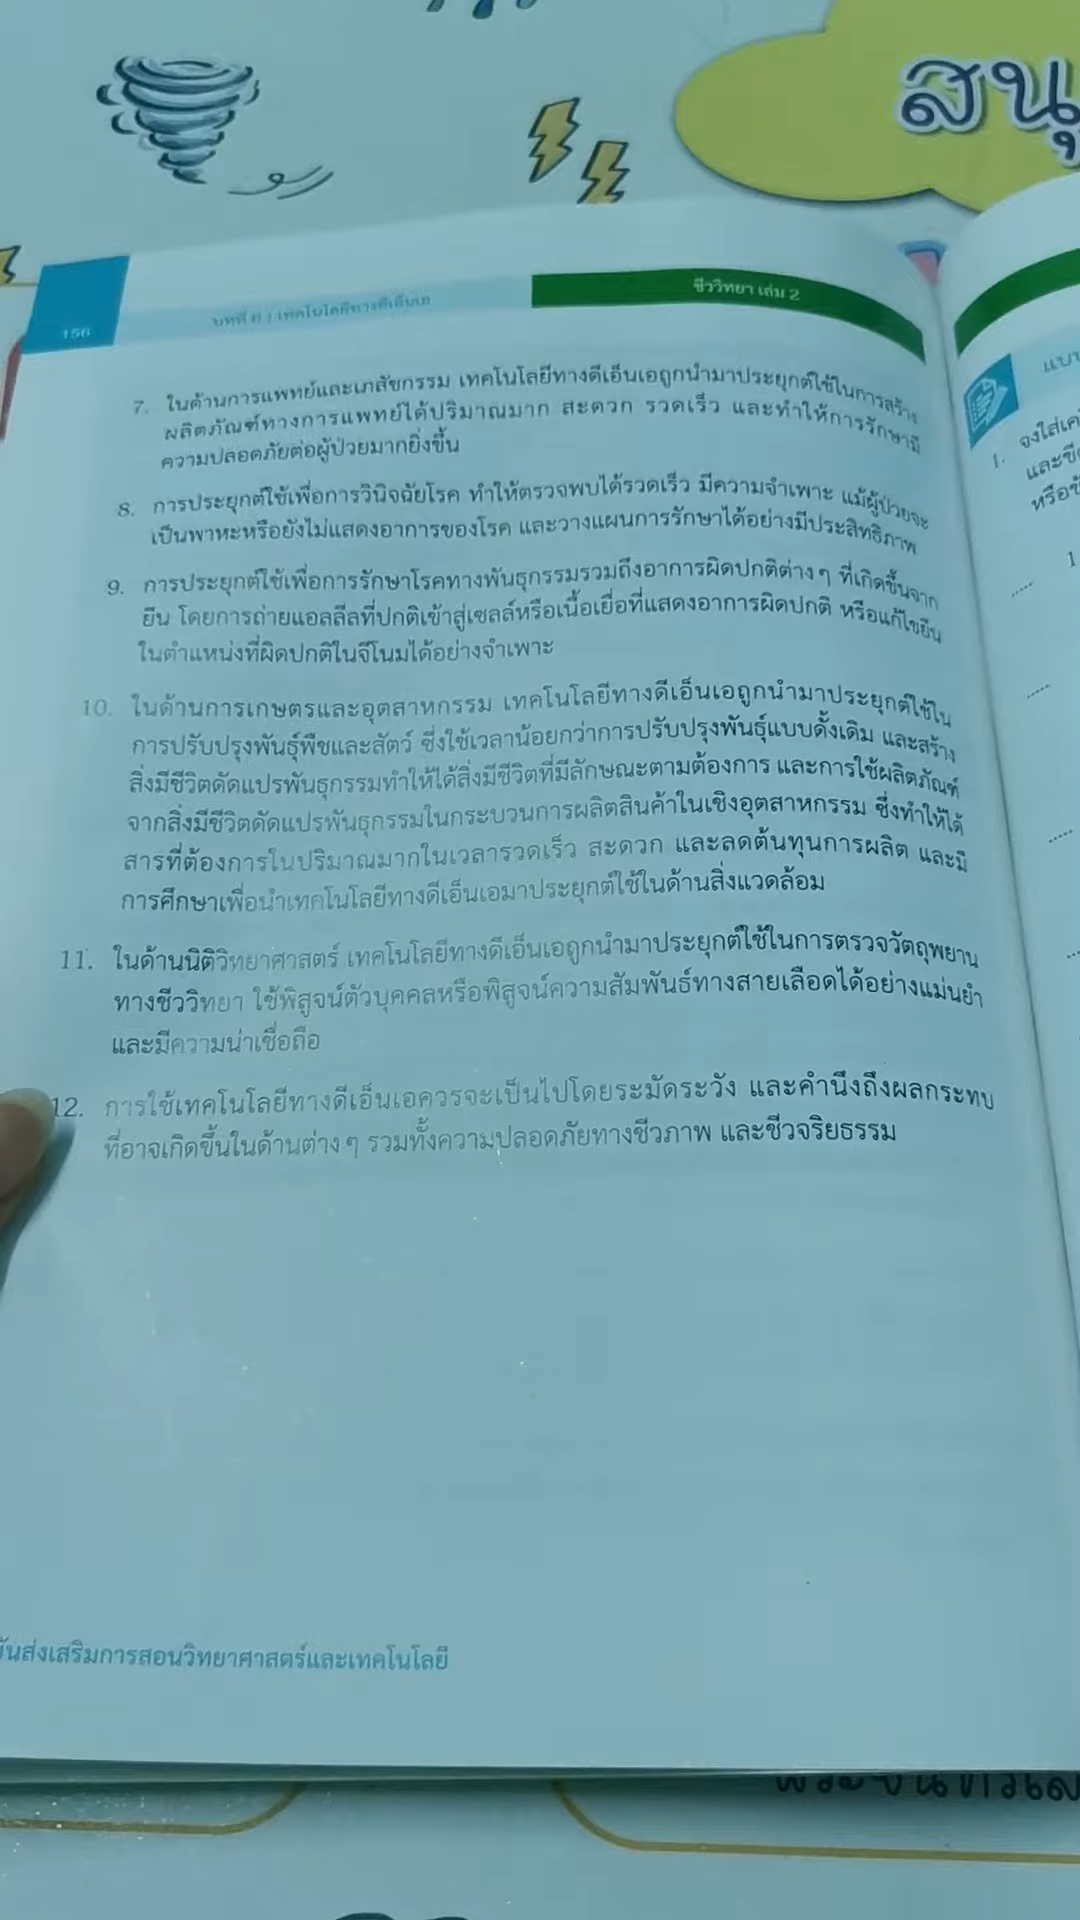 สนุ
156
บทที่ 6 | เทคโนโลยีทางดีเอ็นเอ
ชีววิทยา เล่ม 2
7. ในด้านการแพทย์และเภสัชกรรม เทคโนโลยีทางดีเอ็นเอถูกนำมาประยุกต์ใช้ในการสร้าง
ผลิตภัณฑ์ทางการแพทย์ได้ปริมาณมาก สะดวก รวดเร็ว และทำให้การรักษามี
ความปลอดภัยต่อผู้ป่วยมากยิ่งขึ้น
8. การประยุกต์ใช้เพื่อการวินิจฉัยโรค ทำให้ตรวจพบได้รวดเร็ว มีความจำเพาะ แม้ผู้ป่วยจะ
เป็นพาหะหรือยังไม่แสดงอาการของโรค และวางแผนการรักษาได้อย่างมีประสิทธิภาพ
9. การประยุกต์ใช้เพื่อการรักษาโรคทางพันธุกรรมรวมถึงอาการผิดปกติต่างๆ ที่เกิดขึ้นจาก
ยีน โดยการถ่ายแอลลีลที่ปกติเข้าสู่เซลล์หรือเนื้อเยื่อที่แสดงอาการผิดปกติ หรือแก้ไขยีน
ในตำแหน่งที่ผิดปกติในจีโนมได้อย่างจำเพาะ
10. ในด้านการเกษตรและอุตสาหกรรม เทคโนโลยีทางดีเอ็นเอถูกนำมาประยุกต์ใช้ใน
การปรับปรุงพันธุ์พืชและสัตว์ ซึ่งใช้เวลาน้อยกว่าการปรับปรุงพันธุ์แบบดั้งเดิม และสร้าง
สิ่งมีชีวิตดัดแปรพันธุกรรมทำให้ได้สิ่งมีชีวิตที่มีลักษณะตามต้องการ และการใช้ผลิตภัณฑ์
จากสิ่งมีชีวิตดัดแปรพันธุกรรมในกระบวนการผลิตสินค้าในเชิงอุตสาหกรรม ซึ่งทำให้ได้
สารที่ต้องการในปริมาณมากในเวลารวดเร็ว สะดวก และลดต้นทุนการผลิต และมี
การศึกษาเพื่อนำเทคโนโลยีทางดีเอ็นเอมาประยุกต์ใช้ในด้านสิ่งแวดล้อม
11. ในด้านนิติวิทยาศาสตร์ เทคโนโลยีทางดีเอ็นเอถูกนำมาประยุกต์ใช้ในการตรวจวัตถุพยาน
ทางชีววิทยา ใช้พิสูจน์ตัวบุคคลหรือพิสูจน์ความสัมพันธ์ทางสายเลือดได้อย่างแม่นยำ
และมีความน่าเชื่อถือ
12. การใช้เทคโนโลยีทางดีเอ็นเอควรจะเป็นไปโดยระมัดระวัง และคำนึงถึงผลกระทบ
ที่อาจเกิดขึ้นในด้านต่างๆ รวมทั้งความปลอดภัยทางชีวภาพ และชีวจริยธรรม
ส่งเสริมการสอนวิทยาศาสตร์และเทคโนโลยี
แบบ
1. จงใส่เค
และขีด
1